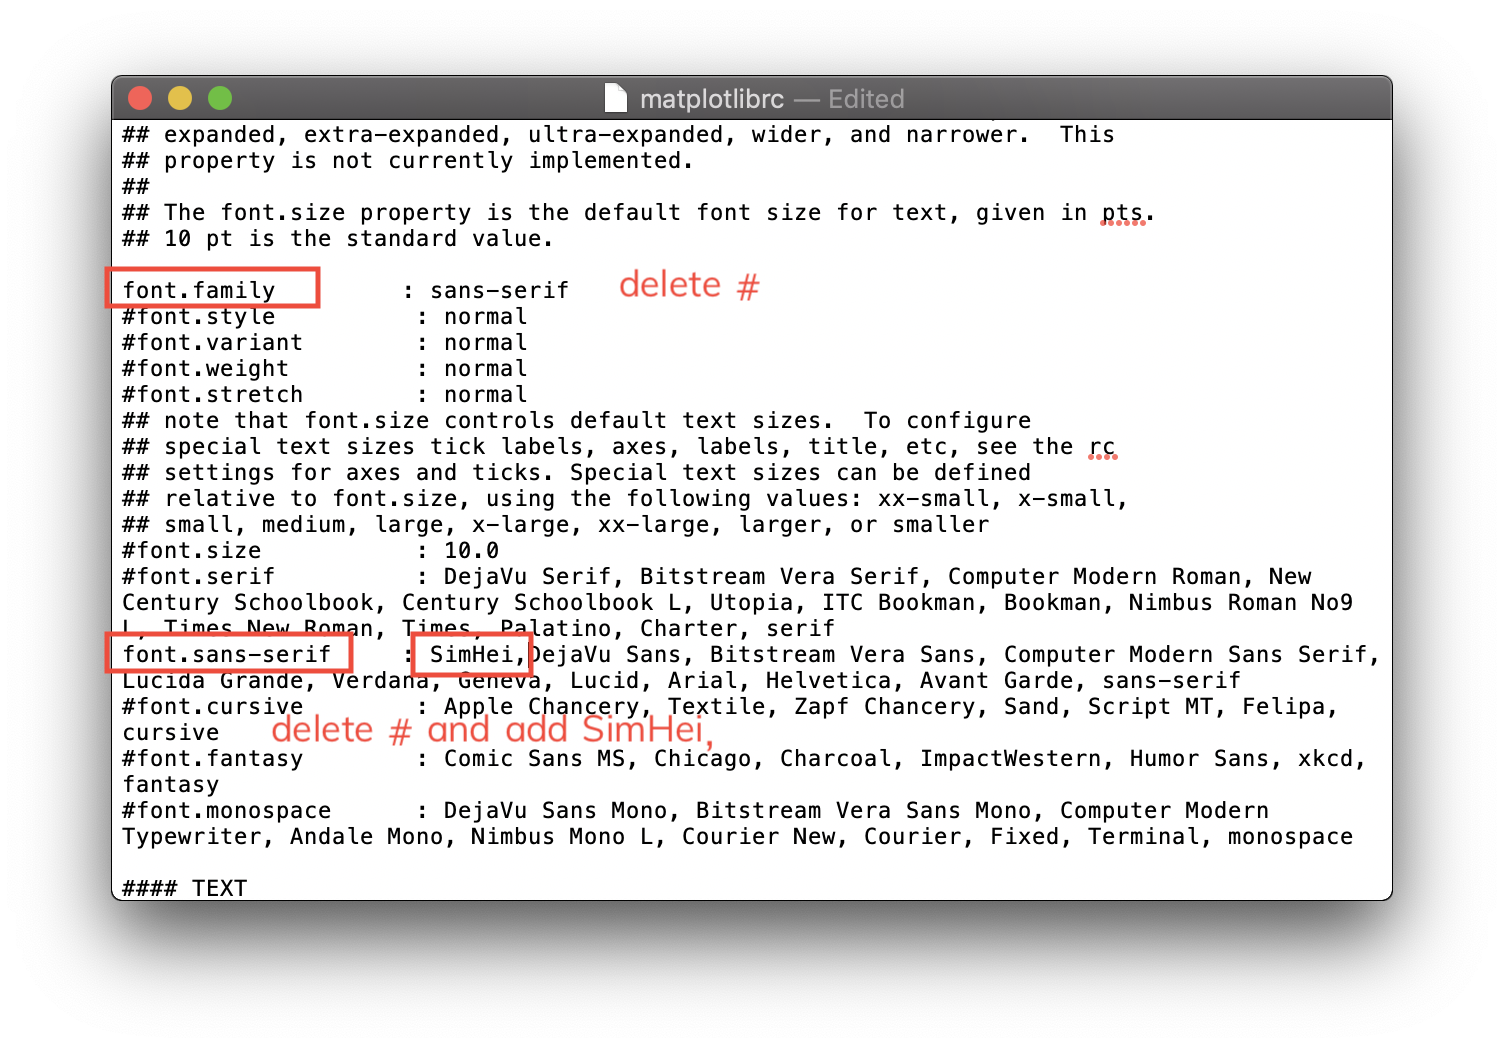 matplotlibrc — Edited
## expanded, extra-expanded, ultra-expanded, wider, and narrower.  This
## property is not currently implemented.
##
## The font.size property is the default font size for text, given in pts.
## 10 pt is the standard value.
font.family         : sans-serif
delete #
#font.style          : normal
#font.variant        : normal
#font.weight         : normal
#font.stretch        : normal
## note that font.size controls default text sizes.  To configure
## special text sizes tick labels, axes, labels, title, etc, see the rc
## settings for axes and ticks. Special text sizes can be defined
## relative to font.size, using the following values: xx-small, x-small,
## small, medium, large, x-large, xx-large, larger, or smaller
#font.size           : 10.0
#font.serif          : DejaVu Serif, Bitstream Vera Serif, Computer Modern Roman, New
Century Schoolbook, Century Schoolbook L, Utopia, ITC Bookman, Bookman, Nimbus Roman No9
L, Times New Roman, Times, Palatino, Charter, serif
font.sans-serif     : SimHei,DejaVu Sans, Bitstream Vera Sans, Computer Modern Sans Serif,
Lucida Grande, Verdana, Geneva, Lucid, Arial, Helvetica, Avant Garde, sans-serif
#font.cursive        : Apple Chancery, Textile, Zapf Chancery, Sand, Script MT, Felipa,
cursive
delete # and add SimHei,
#font.fantasy        : Comic Sans MS, Chicago, Charcoal, ImpactWestern, Humor Sans, xkcd,
fantasy
#font.monospace      : DejaVu Sans Mono, Bitstream Vera Sans Mono, Computer Modern
Typewriter, Andale Mono, Nimbus Mono L, Courier New, Courier, Fixed, Terminal, monospace
#### TEXT